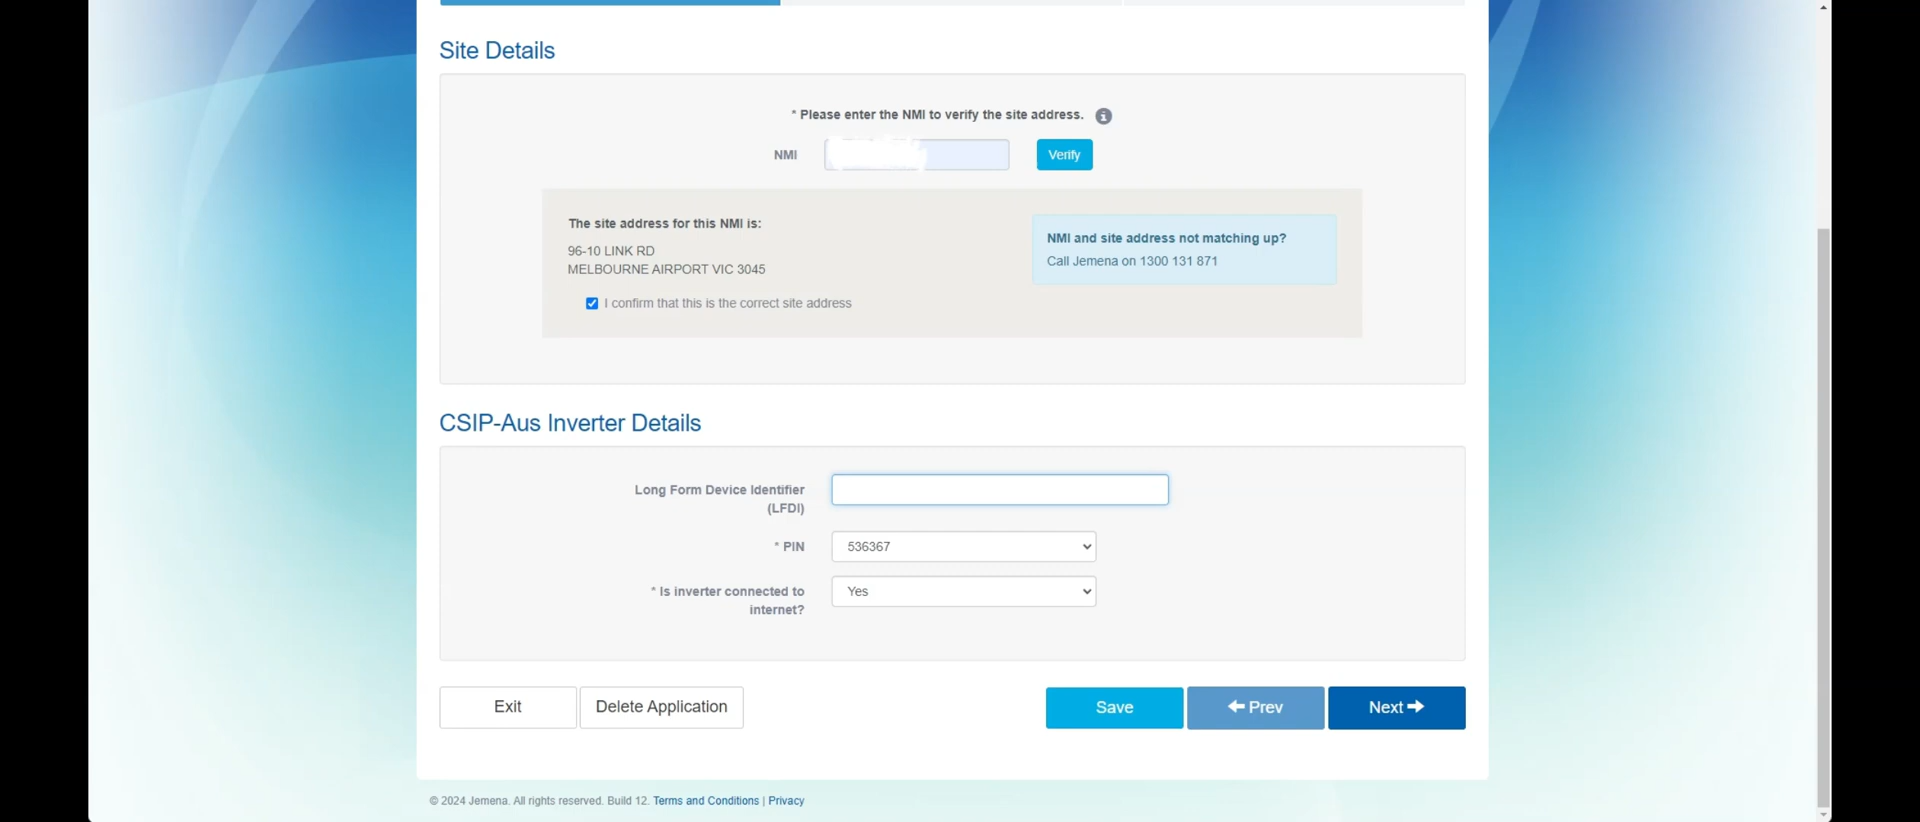 Site Details
* Please enter the NMI to verify the site address.
NMI
Verify
The site address for this NMI is:
96-10 LINK RD
MELBOURNE AIRPORT VIC 3045
I confirm that this is the correct site address
NMI and site address not matching up?
Call Jemena on 1300 131 871
CSIP-Aus Inverter Details
Long Form Device Identifier
(LFDI)
* PIN
536367
* Is inverter connected to
internet?
Yes
Exit
Delete Application
Save
Prev
Next
© 2024 Jemena. All rights reserved. Build 12. Terms and Conditions | Privacy